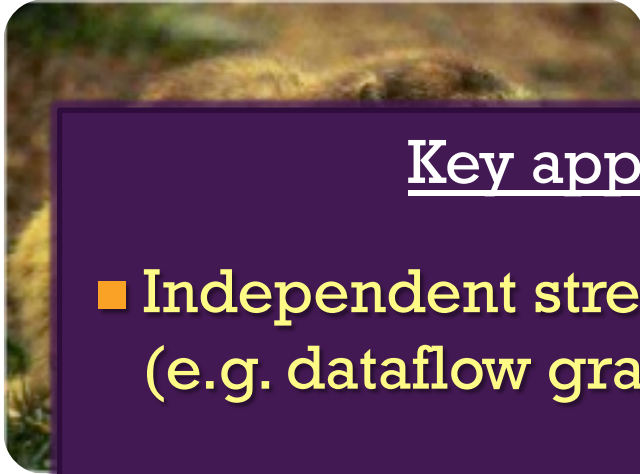 Key app
Independent stre
(e.g. dataflow gra